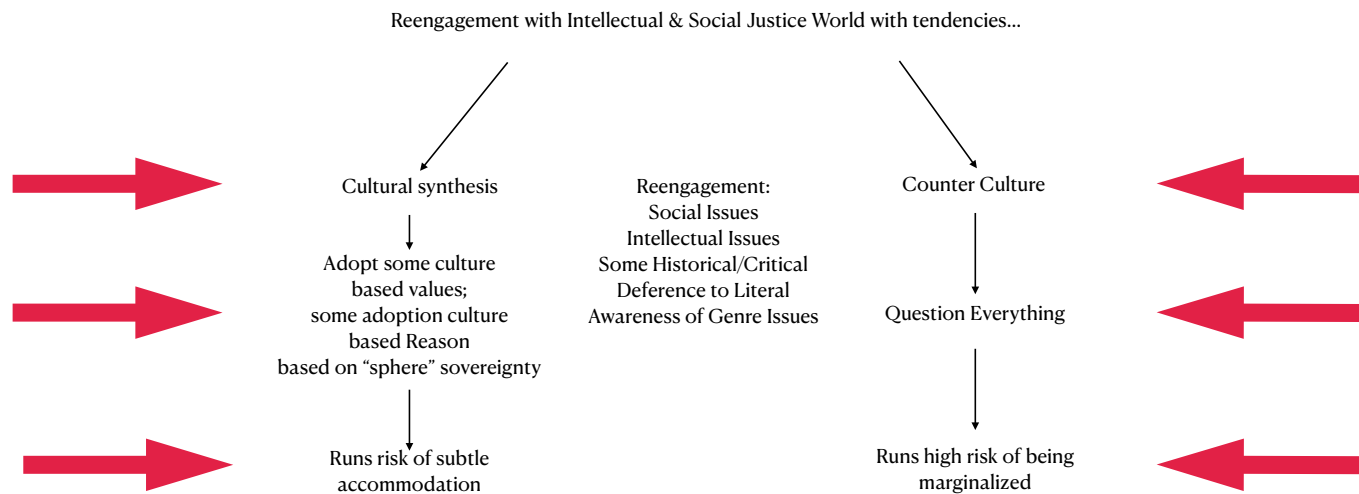 Reengagement with Intellectual & Social Justice World with tendencies...
Cultural synthesis
Adopt some culture
based values;
some adoption culture
based Reason
based on “sphere” sovereignty
Runs risk of subtle
accommodation
Reengagement:
Social Issues
Intellectual Issues
Some Historical/Critical
Deference to Literal
Awareness of Genre Issues
Counter Culture
Question Everything
Runs high risk of being
marginalized